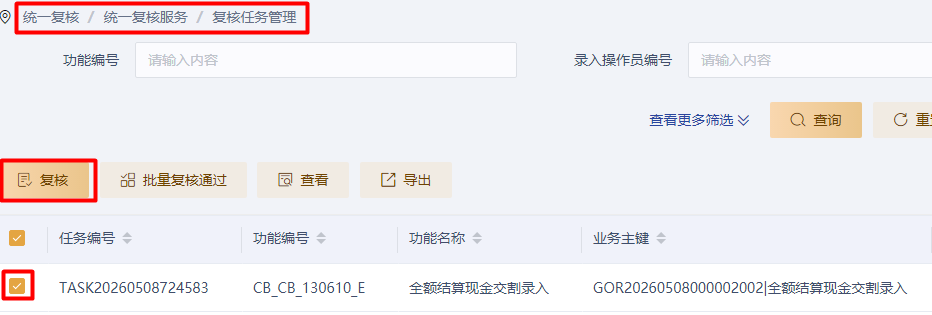 统一复核 / 统一复核服务 / 复核任务管理
功能编号 请输入内容 录入操作员编号 请输入内容
查看更多筛选 查询
复核 批量复核通过 查看 导出
任务编号 功能编号 功能名称 业务主键
TASK20260508724583 CB_CB_130610_E 全额结算现金交割录入 GOR20260508000002002|全额结算现金交割录入